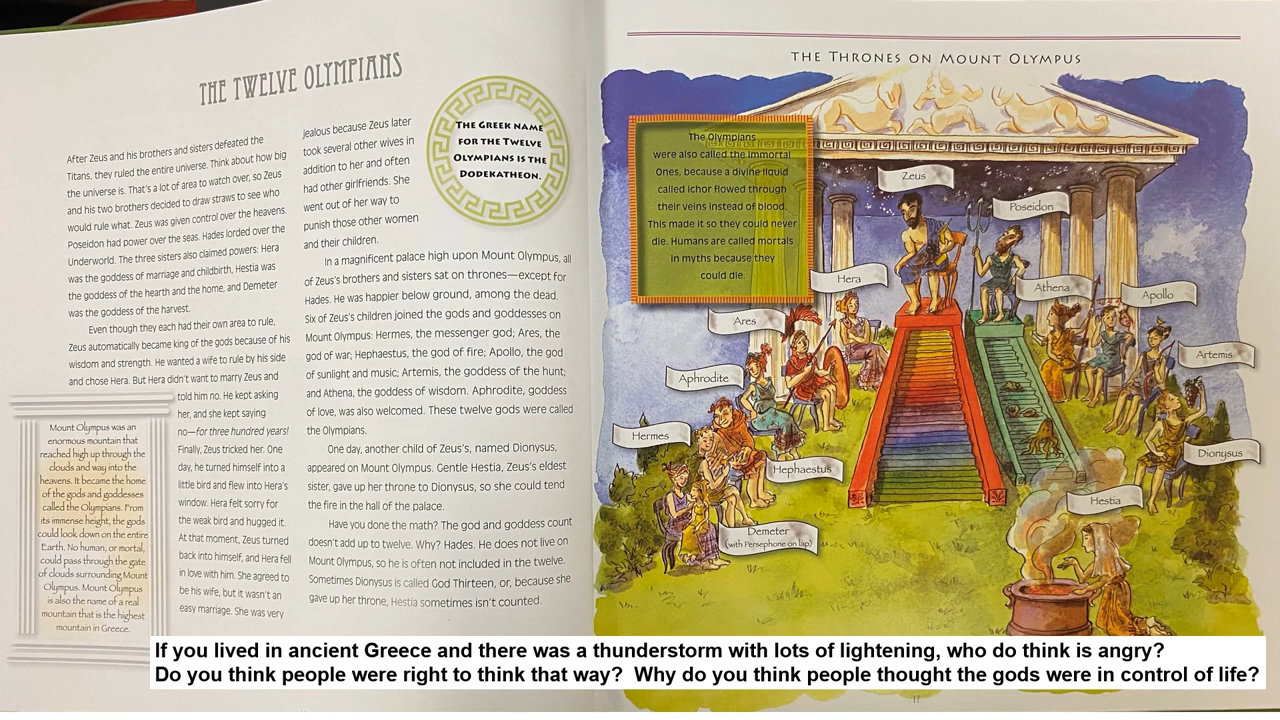 THE TWELVE OLYMPIANS
After Zeus and his brothers and sisters defeated the
Titans, they ruled the entire universe. Think about how big
the universe is. That's a lot of area to watch over, so Zeus
and his two brothers decided to draw straws to see who
would rule what. Zeus was given control over the heavens.
Poseidon had power over the seas. Hades lorded over the
Underworld. The three sisters also claimed powers: Hera
was the goddess of marriage and childbirth, Hestia was
the goddess of the hearth and the home, and Demeter
was the goddess of the harvest.
Even though they each had their own area to rule,
Zeus automatically became king of the gods because of his
wisdom and strength. He wanted a wife to rule by his side
and chose Hera. But Hera didn't want to marry Zeus and
told him no. He kept asking
her, and she kept saying
no—for three hundred years!
Finally, Zeus tricked her. One
day, he turned himself into a
little bird and flew into Hera's
window. Hera felt sorry for
the weak bird and hugged it.
At that moment, Zeus turned
back into himself, and Hera fell
in love with him. She agreed to
be his wife, but it wasn't an
easy marriage. She was very
Mount Olympus was an
enormous mountain that
reached high up through the
clouds and way into the
heavens. It became the home
of the gods and goddesses
called the Olympians. From
its immense height, the gods
could look down on the entire
Earth. No human, or mortal,
could pass through the gate
of clouds surrounding Mount
Olympus. Mount Olympus
is also the name of a real
mountain that is the highest
mountain in Greece.
jealous because Zeus later
took several other wives in
addition to her and often
had other girlfriends. She
went out of her way to
punish those other women
and their children.
In a magnificent palace high upon Mount Olympus, all
of Zeus's brothers and sisters sat on thrones—except for
Hades. He was happier below ground, among the dead.
Six of Zeus's children joined the gods and goddesses on
Mount Olympus: Hermes, the messenger god; Ares, the
god of war; Hephaestus, the god of fire; Apollo, the god
of sunlight and music; Artemis, the goddess of the hunt;
and Athena, the goddess of wisdom. Aphrodite, goddess
of love, was also welcomed. These twelve gods were called
the Olympians.
One day, another child of Zeus's, named Dionysus,
appeared on Mount Olympus. Gentle Hestia, Zeus's eldest
sister, gave up her throne to Dionysus, so she could tend
the fire in the hall of the palace.
Have you done the math? The god and goddess count
doesn't add up to twelve. Why? Hades. He does not live on
Mount Olympus, so he is often not included in the twelve.
Sometimes Dionysus is called God Thirteen, or, because she
gave up her throne, Hestia sometimes isn't counted.
THE GREEK NAME
FOR THE TWELVE
OLYMPIANS IS THE
DODEKATHEON.
THE THRONES ON MOUNT OLYMPUS
The Olympians
were also called the Immortal
Ones, because a divine liquid
called ichor flowed through
their veins instead of blood.
This made it so they could never
die. Humans are called mortals
in myths because they
could die.
Zeus
Poseidon
Hera
Athena
Apollo
Ares
Artemis
Aphrodite
Hermes
Dionysus
Hephaestus
Hestia
Demeter
(with Persephone on lap)
If you lived in ancient Greece and there was a thunderstorm with lots of lightening, who do think is angry?
Do you think people were right to think that way? Why do you think people thought the gods were in control of life?
17